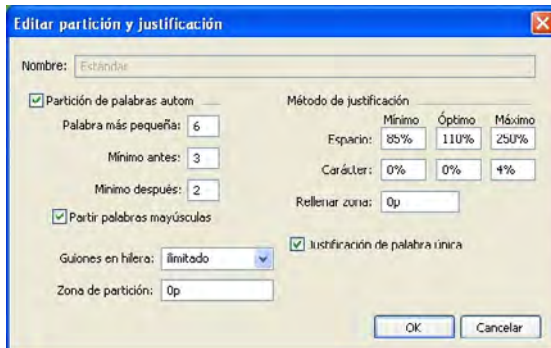 Editar partición y justificación
Nombre: Estándar
Partición de palabras autom
Palabra más pequeña: 6
Mínimo antes: 3
Mínimo después: 2
Partir palabras mayúsculas
Guiones en hilera: ilimitado
Zona de partición: 0p
Método de justificación
Mínimo Óptimo Máximo
Espacio: 85% 110% 250%
Carácter: 0% 0% 4%
Rellenar zona: 0p
Justificación de palabra única
OK Cancelar